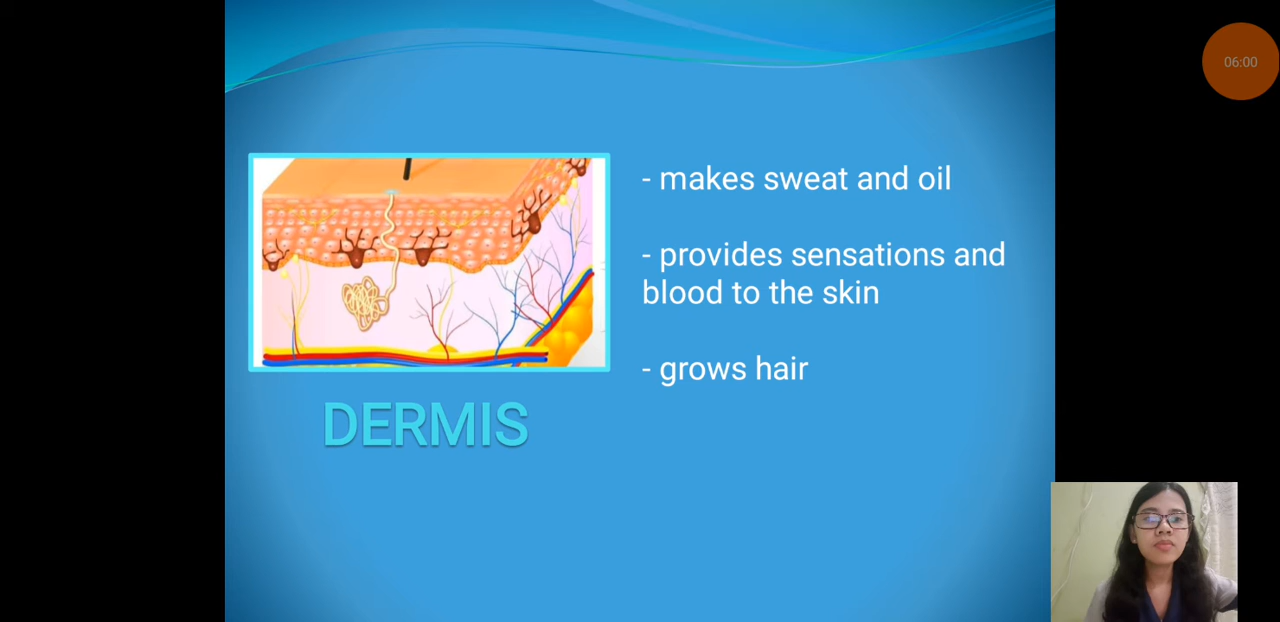 06:00
- makes sweat and oil
- provides sensations and
blood to the skin
- grows hair
DERMIS